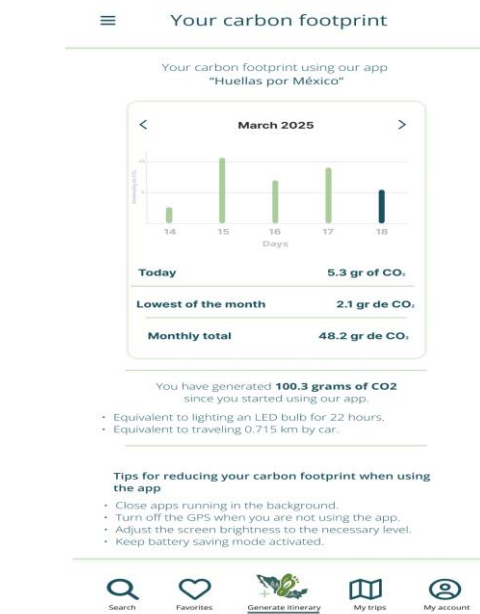 Your carbon footprint
Your carbon footprint using our app
“Huellas por México”
< March 2025 >
10
5
14 15 16 17 18
Days
Today 5.3 gr of CO₂
Lowest of the month 2.1 gr de CO₂
Monthly total 48.2 gr de CO₂
You have generated 100.3 grams of CO2
since you started using our app.
• Equivalent to lighting an LED bulb for 22 hours.
• Equivalent to traveling 0.715 km by car.
Tips for reducing your carbon footprint when using
the app
• Close apps running in the background.
• Turn off the GPS when you are not using the app.
• Adjust the screen brightness to the necessary level.
• Keep battery saving mode activated.
Search Favorites Generate itinerary My trips My account